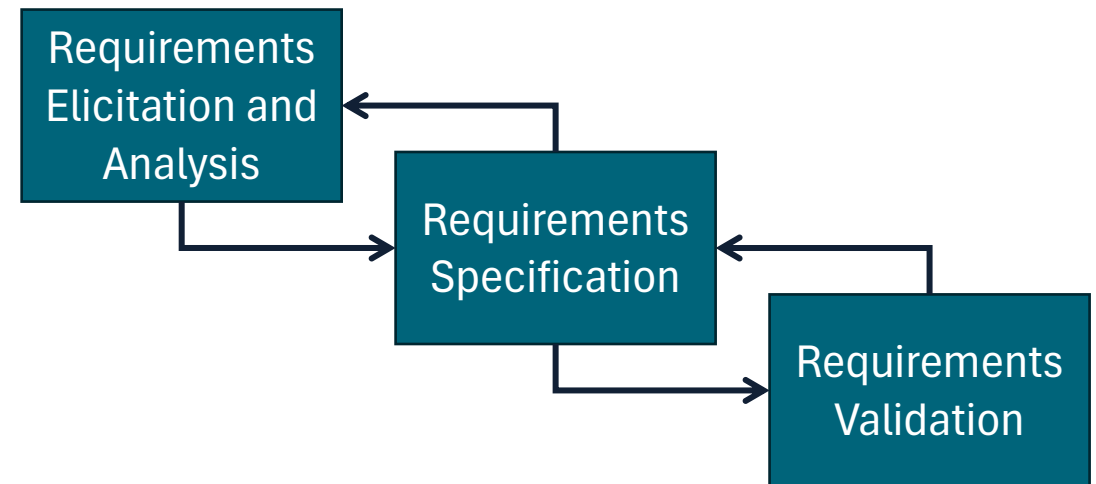 Requirements
Elicitation and
Analysis
Requirements
Specification
Requirements
Validation